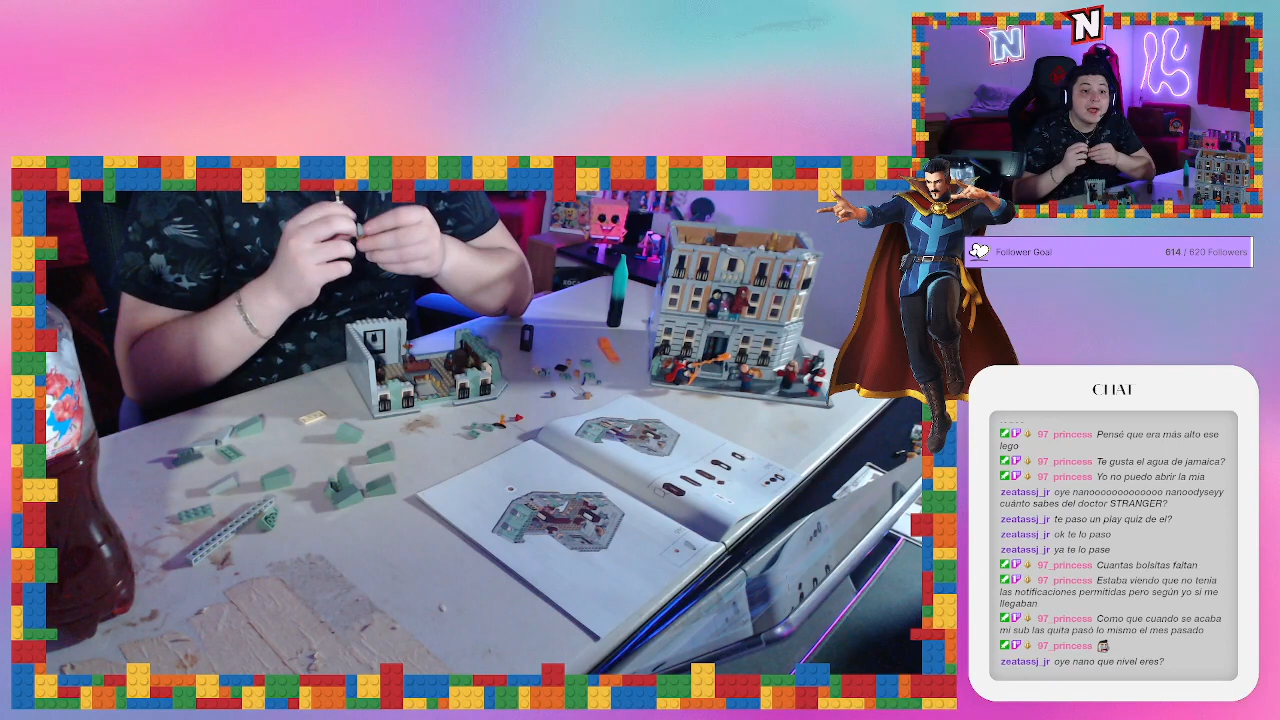 N
N
Follower Goal
614 / 620 Followers
CHAT
97_princess Pensé que era más alto ese
lego
97_princess Te gusta el agua de jamaica?
97_princess Yo no puedo abrir la mia
zeatassj_jr oye nanooooooooooooo nanoodyseyy
cuánto sabes del doctor STRANGER?
zeatassj_jr te paso un play quiz de el?
zeatassj_jr ok te lo paso
zeatassj_jr ya te lo pase
97_princess Cuantas bolsitas faltan
97_princess Estaba viendo que no tenía
las notificaciones permitidas pero según yo si me
llegaban
97_princess Como que cuando se acaba
mi sub las quita pasó lo mismo el mes pasado
97_princess
zeatassj_jr oye nano que nivel eres?